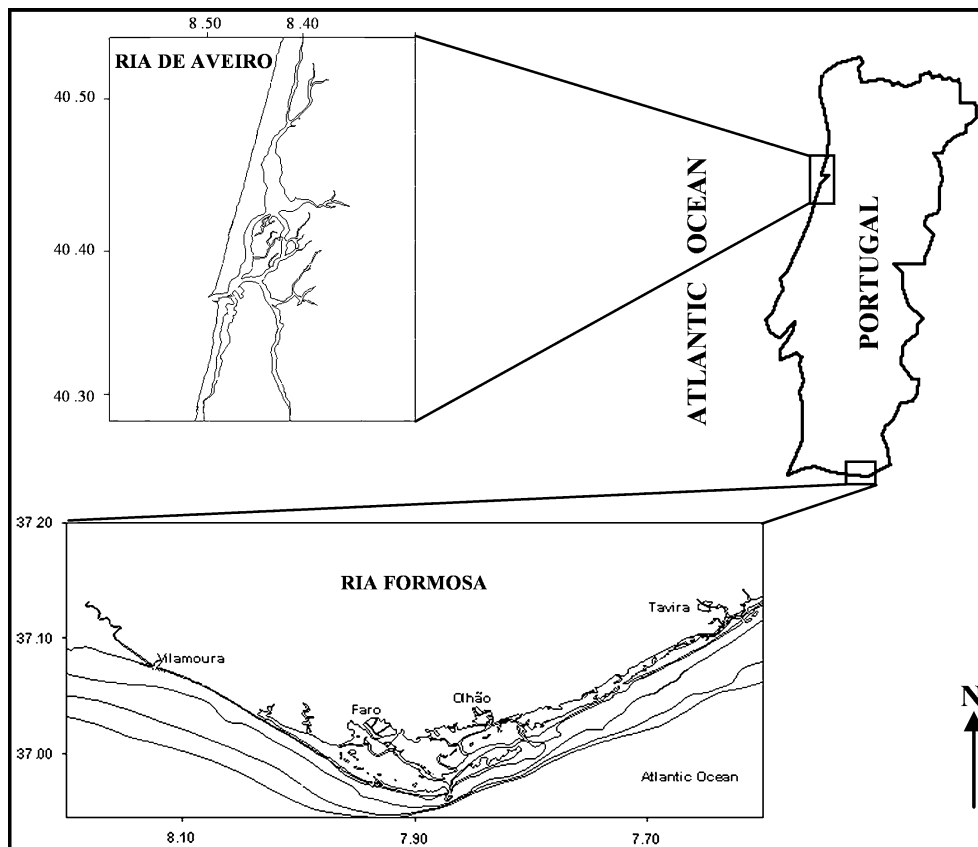 8.50 8.40
RIA DE AVEIRO
40.50
40.40
40.30
ATLANTIC OCEAN
PORTUGAL
37.20
RIA FORMOSA
Tavira
37.10
Vilamoura
Olhão
Faro
37.00
Atlantic Ocean
N
8.10 7.90 7.70